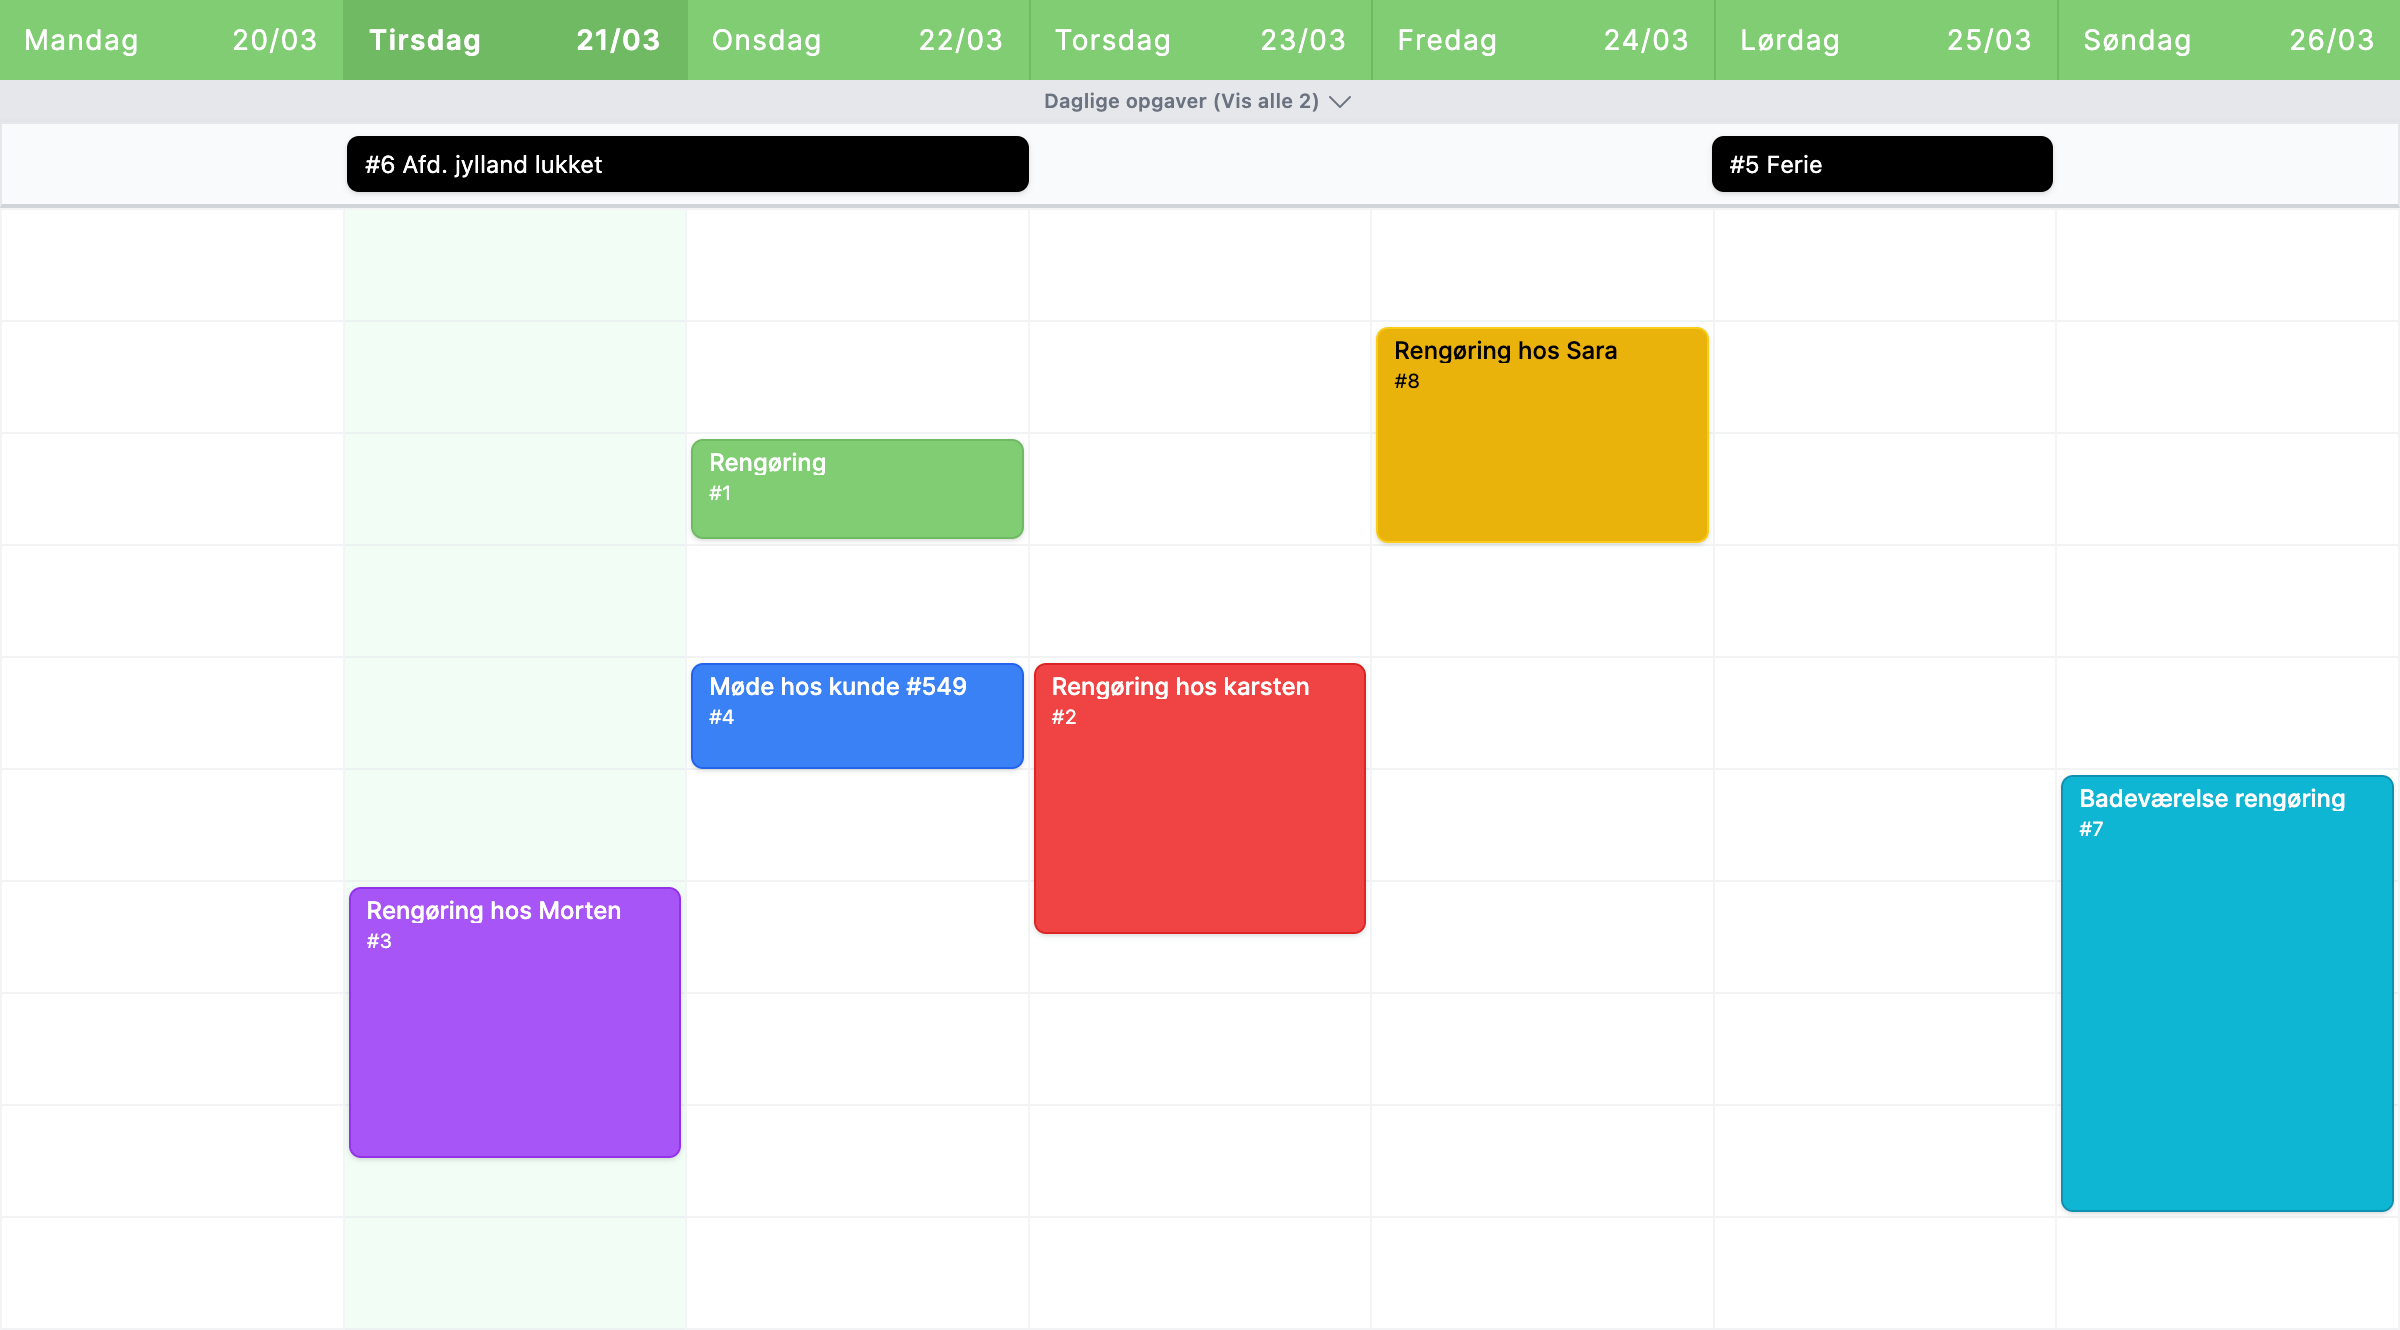 Mandag 20/03 Tirsdag 21/03 Onsdag 22/03 Torsdag 23/03 Fredag 24/03 Lørdag 25/03 Søndag 26/03
Daglige opgaver (Vis alle 2)
#6 Afd. jylland lukket
#5 Ferie
Rengøring hos Sara
#8
Rengøring
#1
Møde hos kunde #549
#4
Rengøring hos karsten
#2
Badeværelse rengøring
#7
Rengøring hos Morten
#3